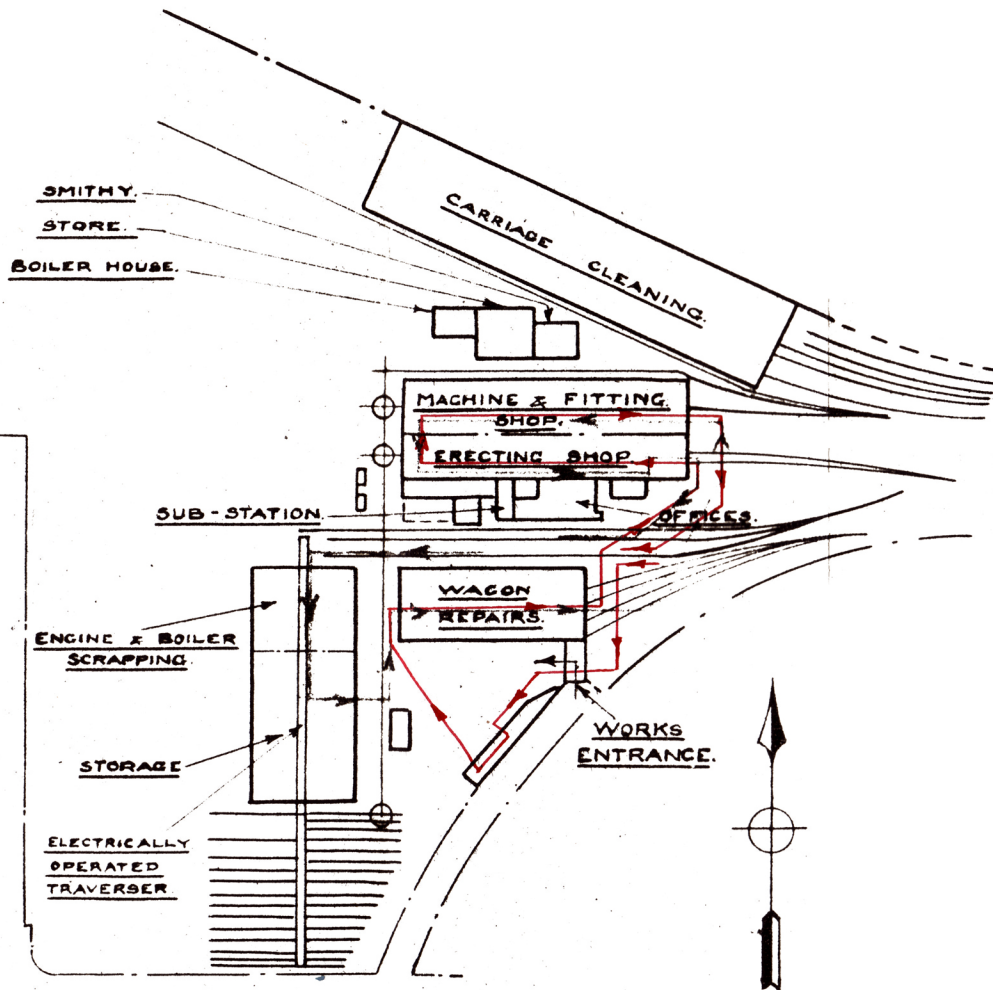 CARRIAGE
CLEANING.
SMITHY.
STORE.
BOILER HOUSE.
MACHINE & FITTING.
SHOP.
ERECTING SHOP
SUB-STATION.
OFFICES.
WAGON
REPAIRS.
ENGINE & BOILER
SCRAPPING.
WORKS
ENTRANCE.
STORAGE
ELECTRICALLY
OPERATED
TRAVERSER.